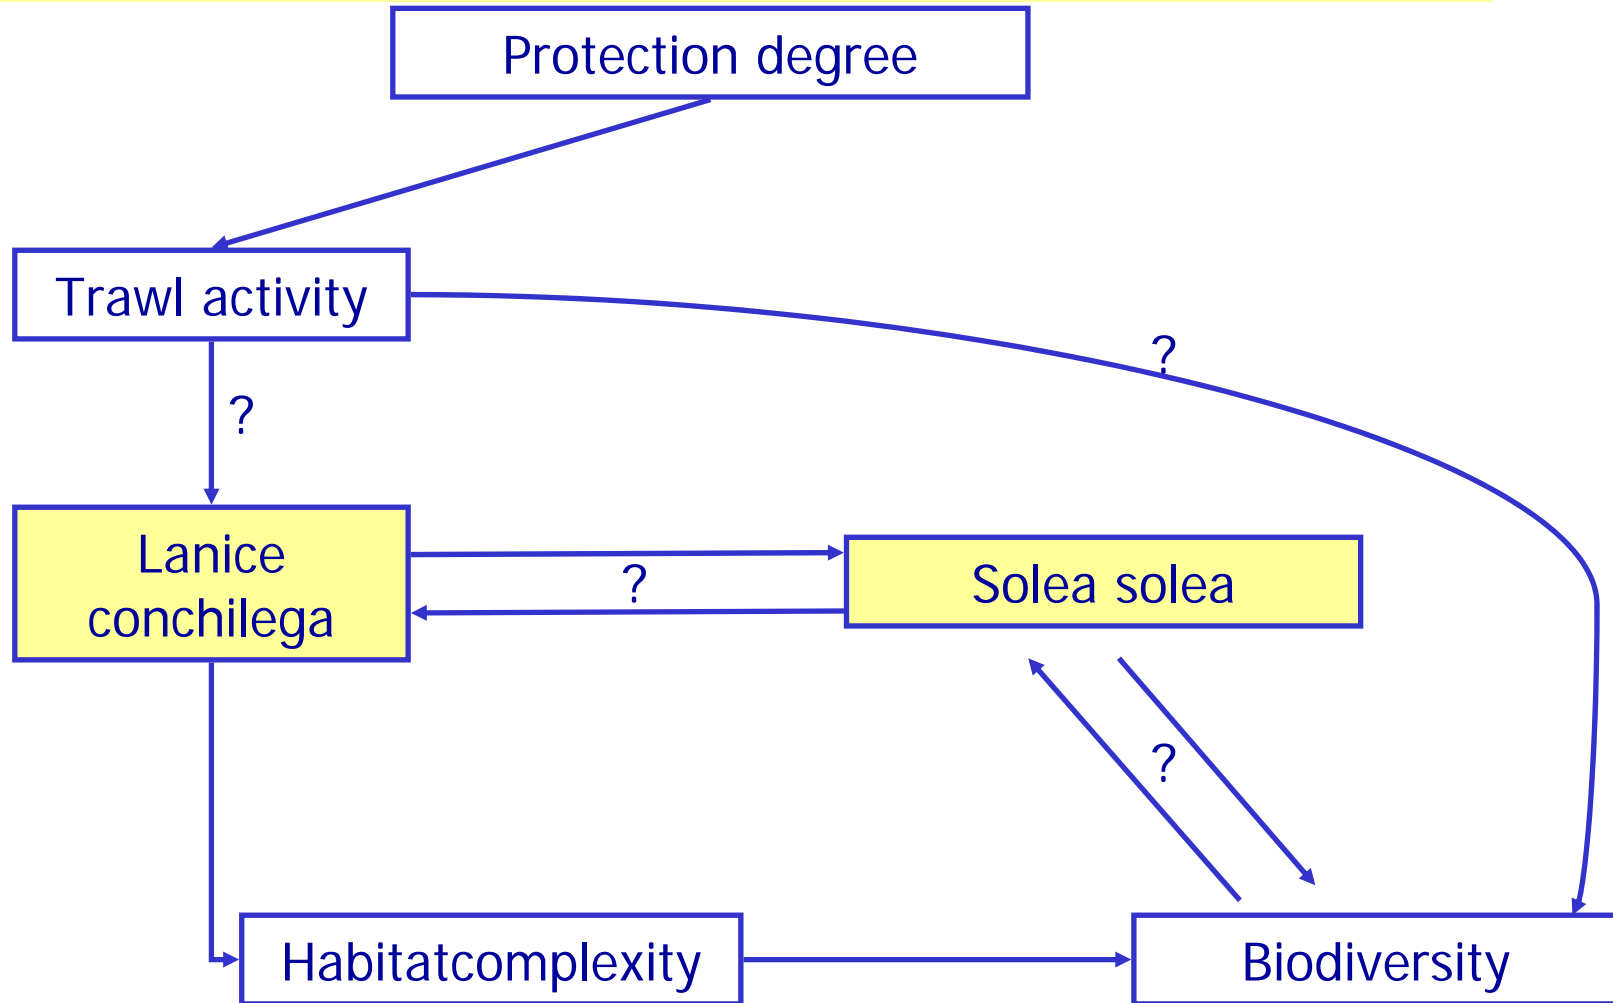 Protection degree
Trawl activity
?
?
Lanice
conchilega
?
Solea solea
?
Habitatcomplexity
Biodiversity